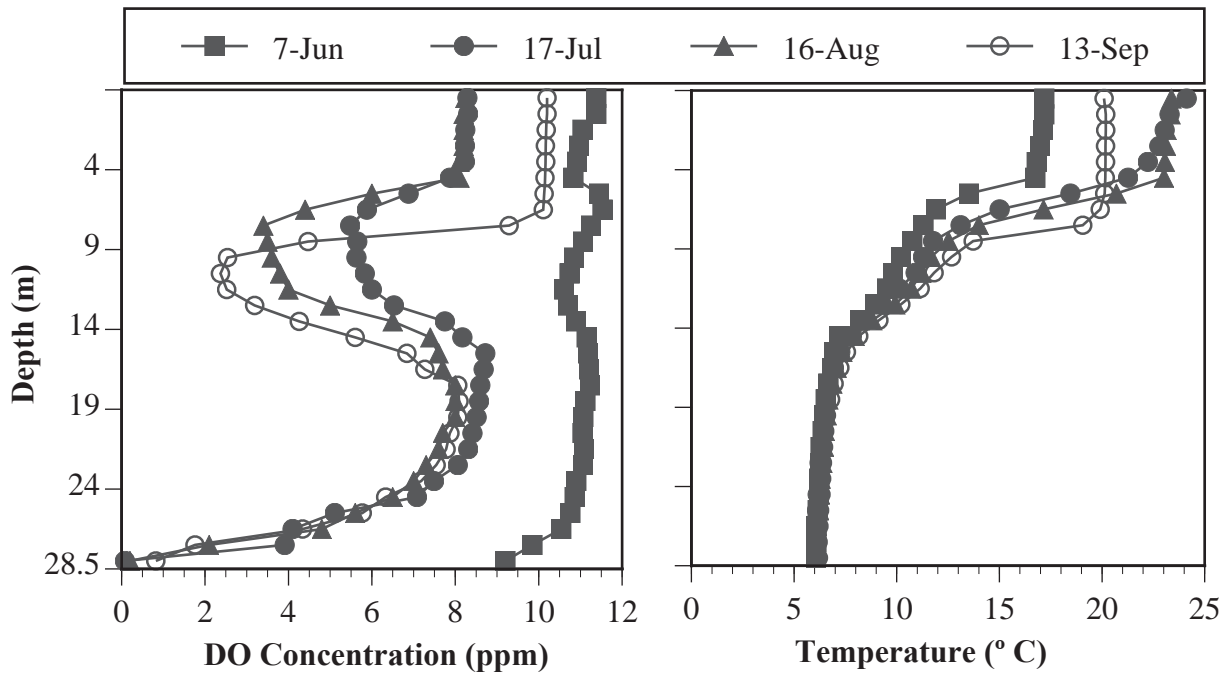 7-Jun 17-Jul 16-Aug 13-Sep
4
9
14
19
24
28.5
Depth (m)
0 2 4 6 8 10 12
DO Concentration (ppm)
0 5 10 15 20 25
Temperature (º C)